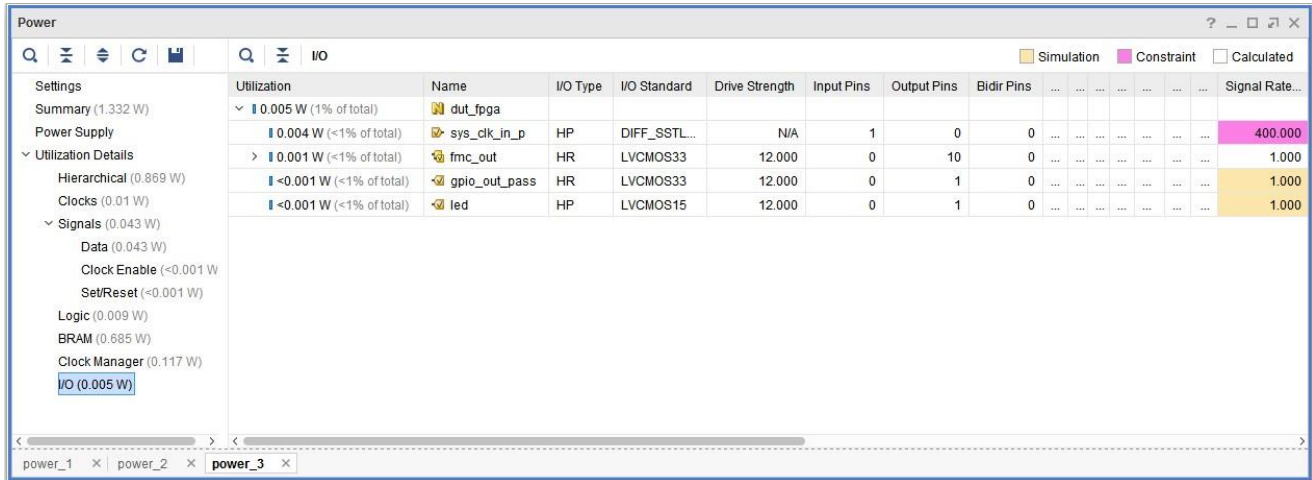 Power
I/O Simulation Constraint Calculated
Settings
Summary (1.332 W)
Power Supply
Utilization Details
Hierarchical (0.869 W)
Clocks (0.01 W)
Signals (0.043 W)
Data (0.043 W)
Clock Enable (<0.001 W
Set/Reset (<0.001 W)
Logic (0.009 W)
BRAM (0.685 W)
Clock Manager (0.117 W)
I/O (0.005 W)
Utilization Name I/O Type I/O Standard Drive Strength Input Pins Output Pins Bidir Pins ... ... ... ... ... ... ... Signal Rate...
0.005 W (1% of total) dut_fpga
0.004 W (<1% of total) sys_clk_in_p HP DIFF_SSTL... N/A 1 0 0 ... ... ... ... ... ... ... 400.000
0.001 W (<1% of total) fmc_out HR LVCMOS33 12.000 0 10 0 ... ... ... ... ... ... ... 1.000
<0.001 W (<1% of total) gpio_out_pass HR LVCMOS33 12.000 0 1 0 ... ... ... ... ... ... ... 1.000
<0.001 W (<1% of total) led HP LVCMOS15 12.000 0 1 0 ... ... ... ... ... ... ... 1.000
power_1 power_2 power_3